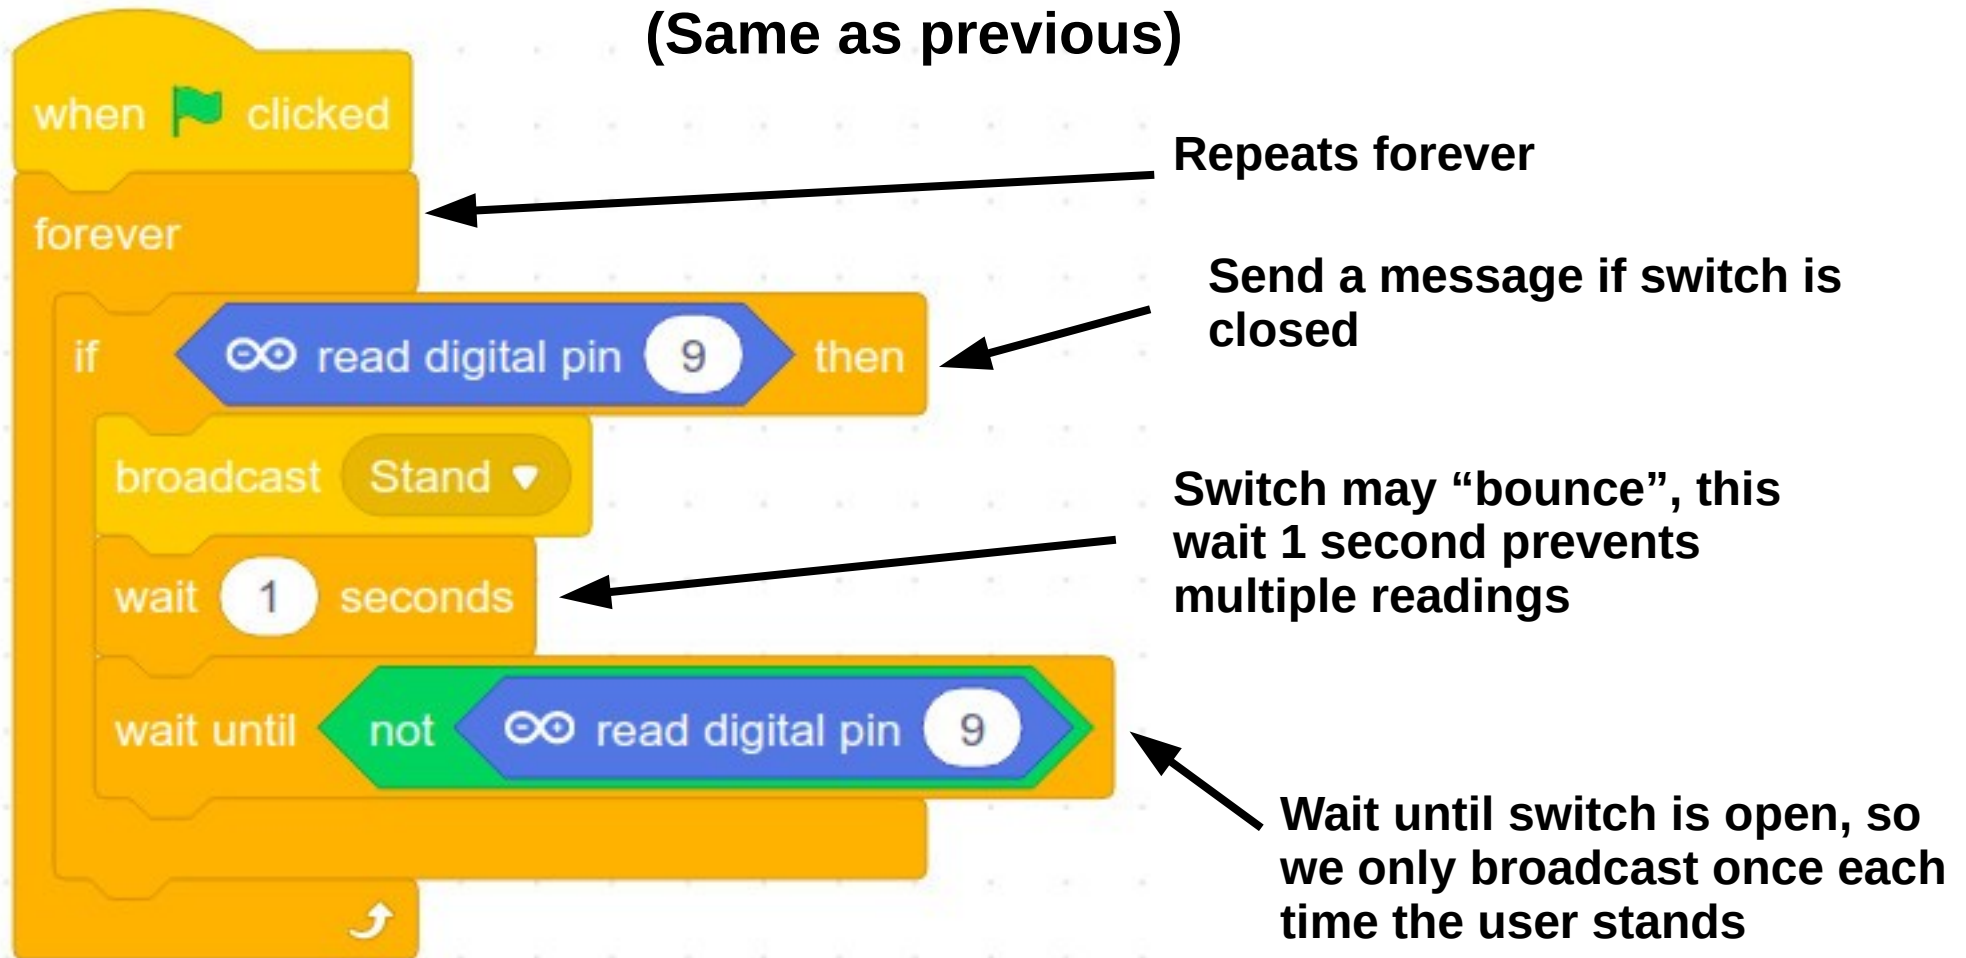 (Same as previous)
when clicked
Repeats forever
forever
Send a message if switch is
closed
if read digital pin 9 then
broadcast Stand
Switch may “bounce”, this
wait 1 second prevents
multiple readings
wait 1 seconds
wait until not read digital pin 9
Wait until switch is open, so
we only broadcast once each
time the user stands